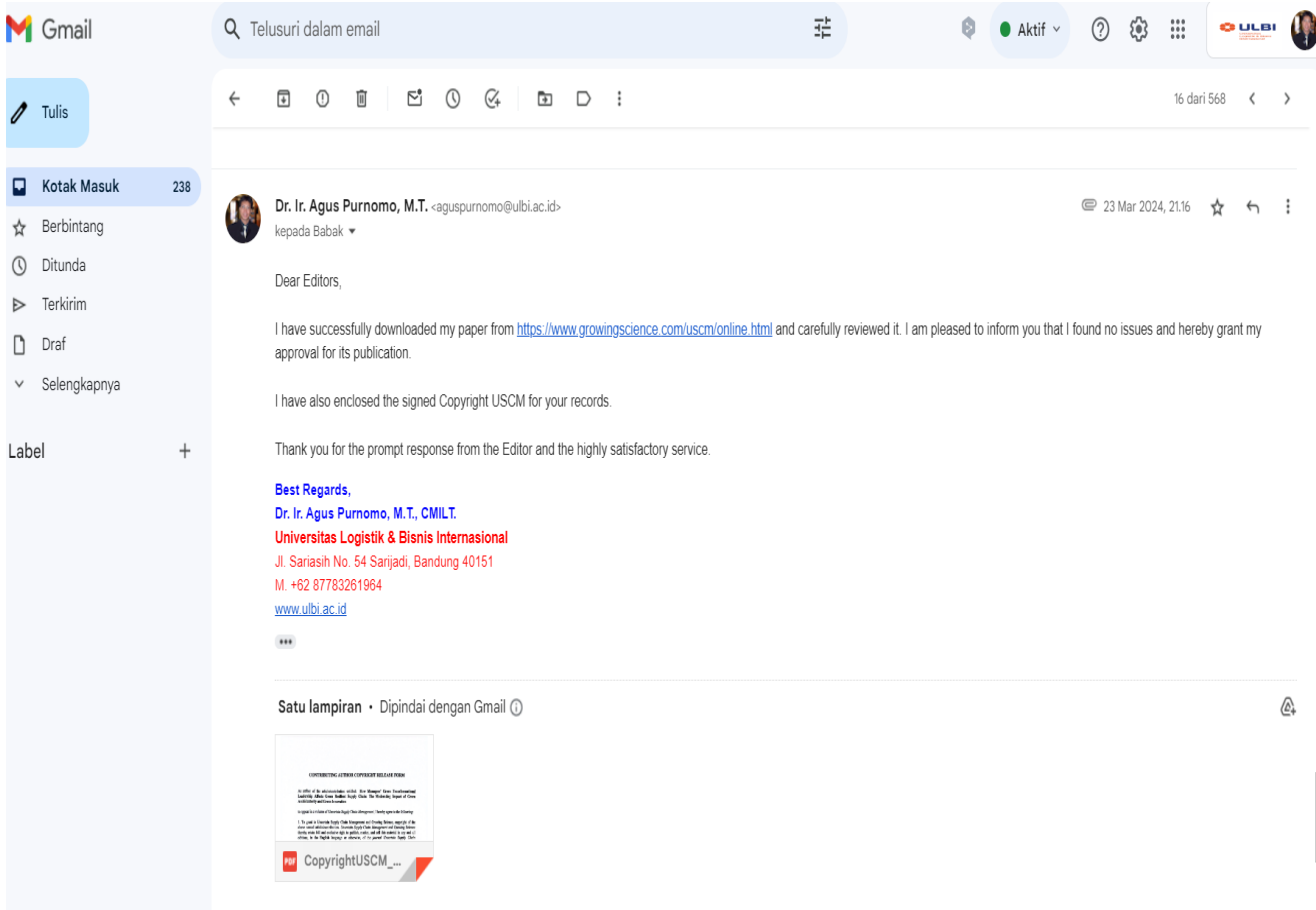 Gmail
Telusuri dalam email
Aktif
ULBI
Tulis
16 dari 568
Kotak Masuk 238
Berbintang
Ditunda
Terkirim
Draf
Selengkapnya
Label
Dr. Ir. Agus Purnomo, M.T. <aguspurnomo@ulbi.ac.id>
23 Mar 2024, 21.16
kepada Babak
Dear Editors,
I have successfully downloaded my paper from https://www.growingscience.com/uscm/online.html and carefully reviewed it. I am pleased to inform you that I found no issues and hereby grant my
approval for its publication.
I have also enclosed the signed Copyright USCM for your records.
Thank you for the prompt response from the Editor and the highly satisfactory service.
Best Regards,
Dr. Ir. Agus Purnomo, M.T., CMILT.
Universitas Logistik & Bisnis Internasional
Jl. Sariasih No. 54 Sarijadi, Bandung 40151
M. +62 87783261964
www.ulbi.ac.id
Satu lampiran • Dipindai dengan Gmail
CONTRIBUTING AUTHOR COPYRIGHT RELEASE FORM
PDF CopyrightUSCM_...